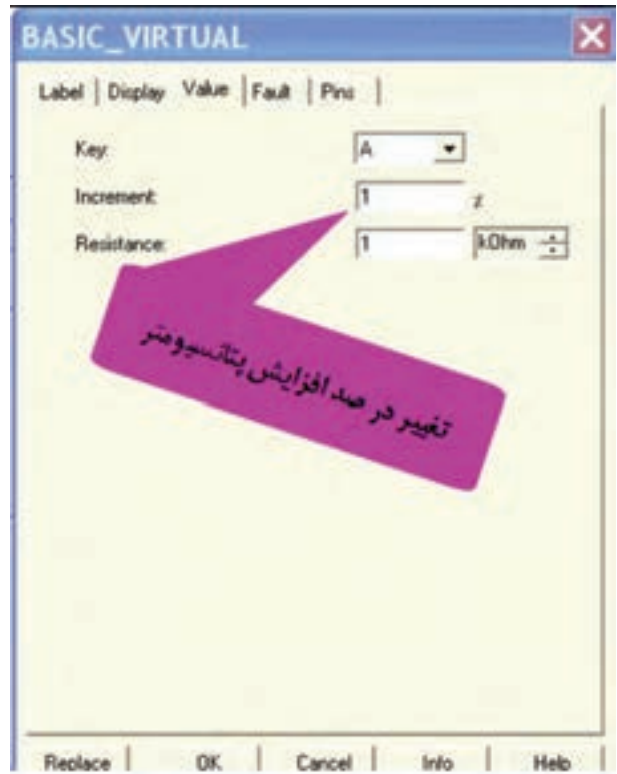 BASIC_VIRTUAL
Label Display Value Fault Pins
Key: A
Increment: 1 %
Resistance: 1 kOhm
تغییر در صد افزایش پتانسیومتر
Replace OK Cancel Info Help